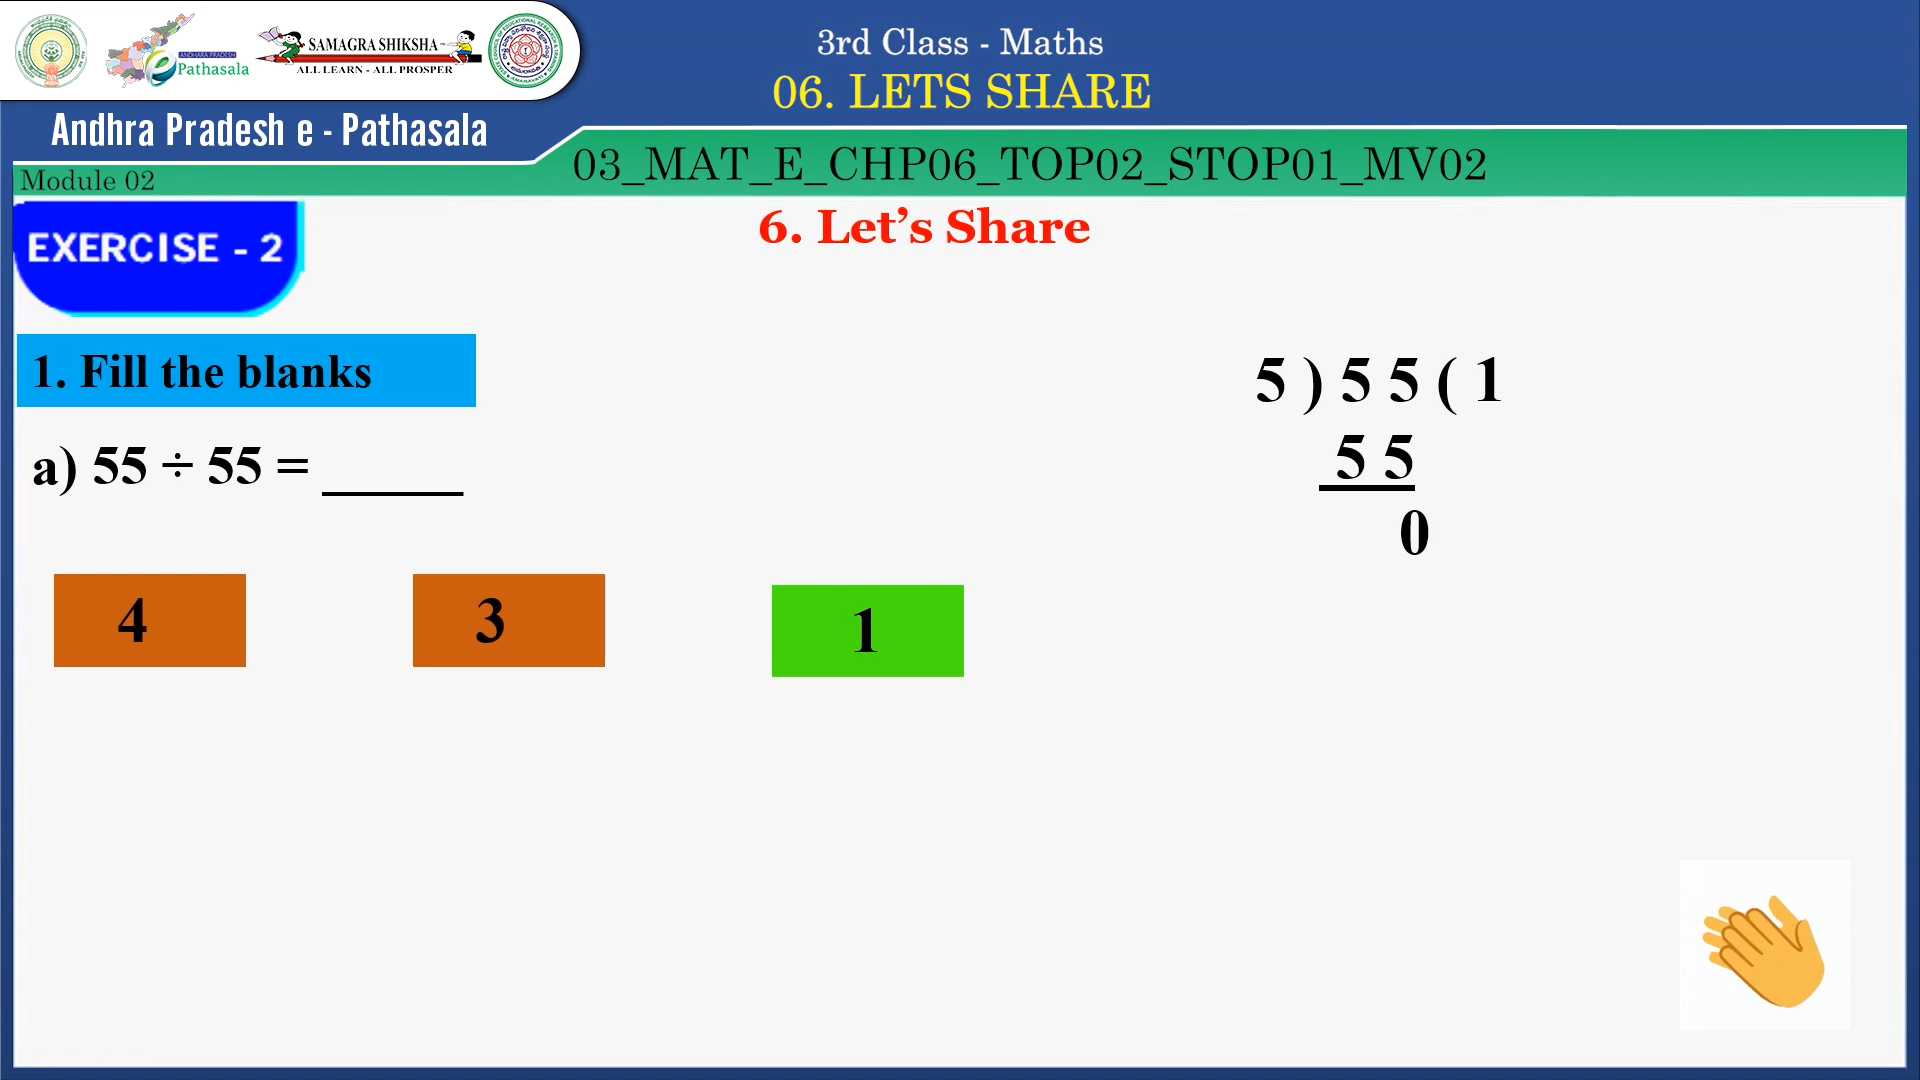 ANDHRA PRADESH
Pathasala
SAMAGRA SHIKSHA
ALL LEARN - ALL PROSPER
Andhra Pradesh e - Pathasala
3rd Class - Maths
06. LETS SHARE
03_MAT_E_CHP06_TOP02_STOP01_MV02
Module 02
6. Let’s Share
EXERCISE - 2
1. Fill the blanks
a) 55 ÷ 55 = _____
4
3
1
5 ) 5 5 ( 1
5 5
0